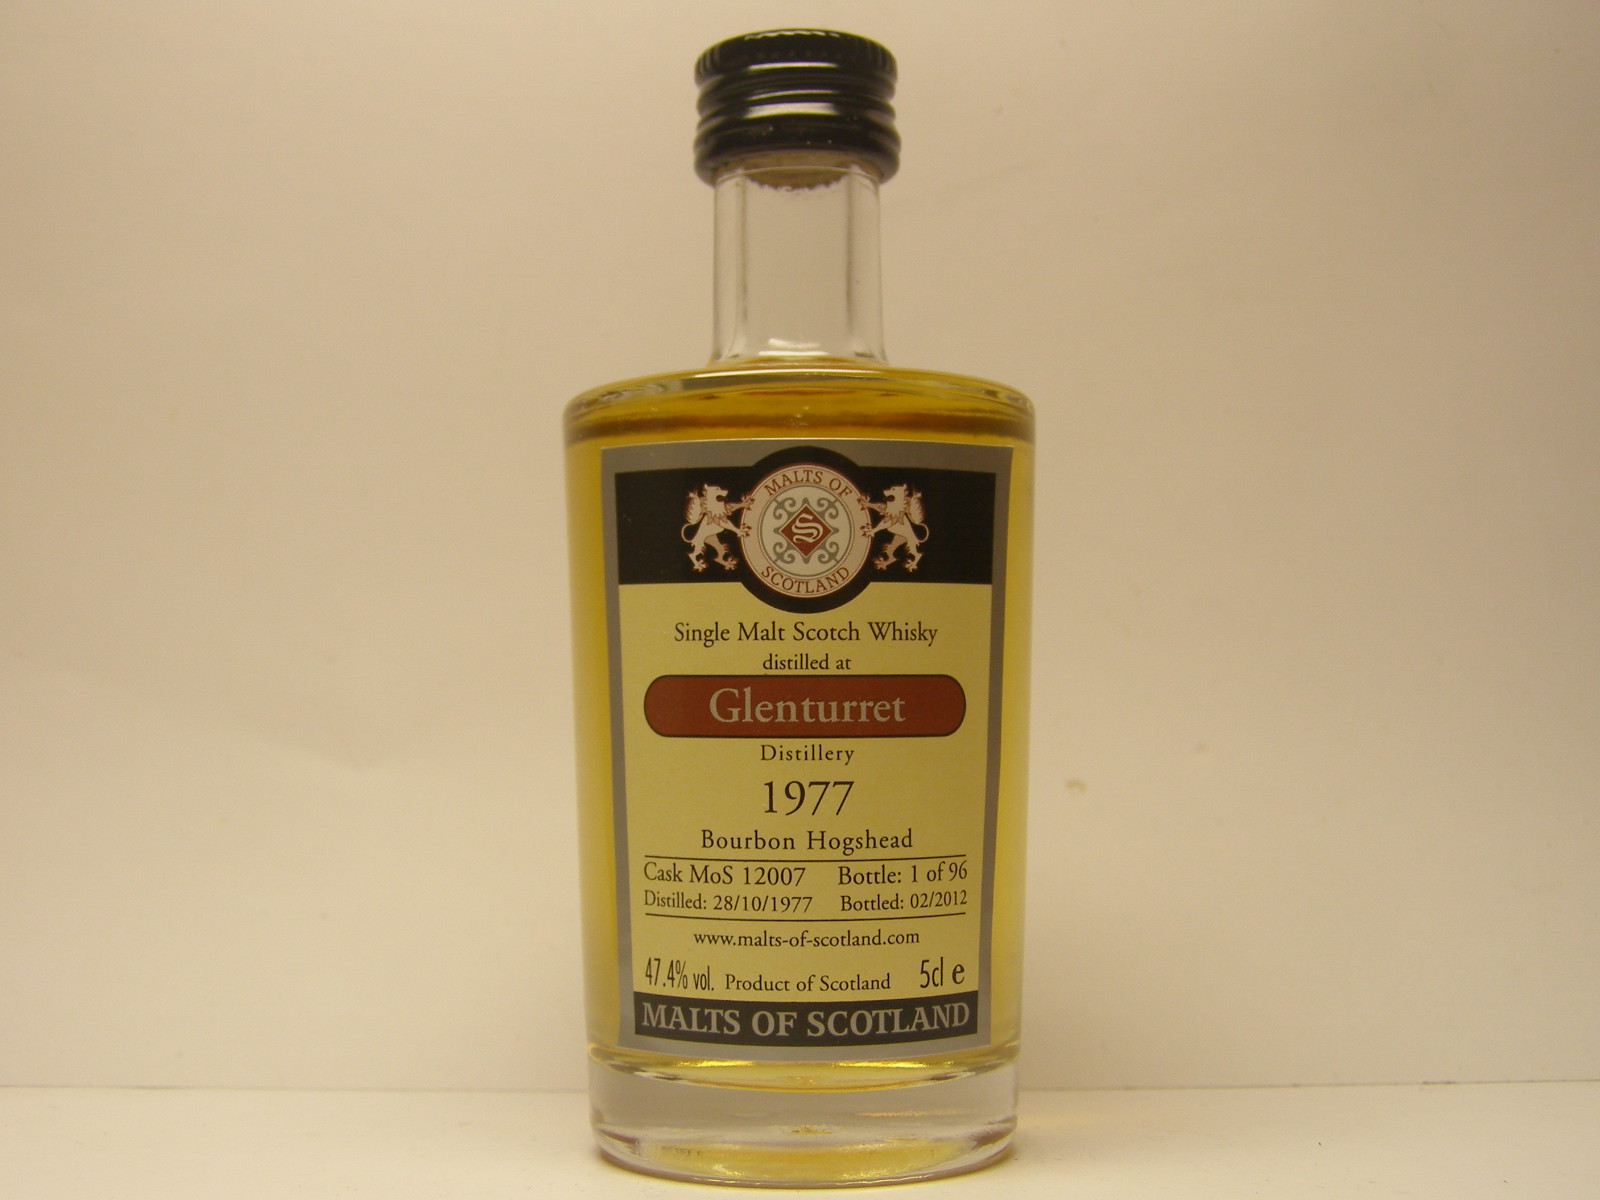 MALTS OF
S
SCOTLAND
Single Malt Scotch Whisky
distilled at
Glenturret
Distillery
1977
Bourbon Hogshead
Cask MoS 12007 Bottle: 1 of 96
Distilled: 28/10/1977 Bottled: 02/2012
www.malts-of-scotland.com
47.4% vol. Product of Scotland 5cl e
MALTS OF SCOTLAND